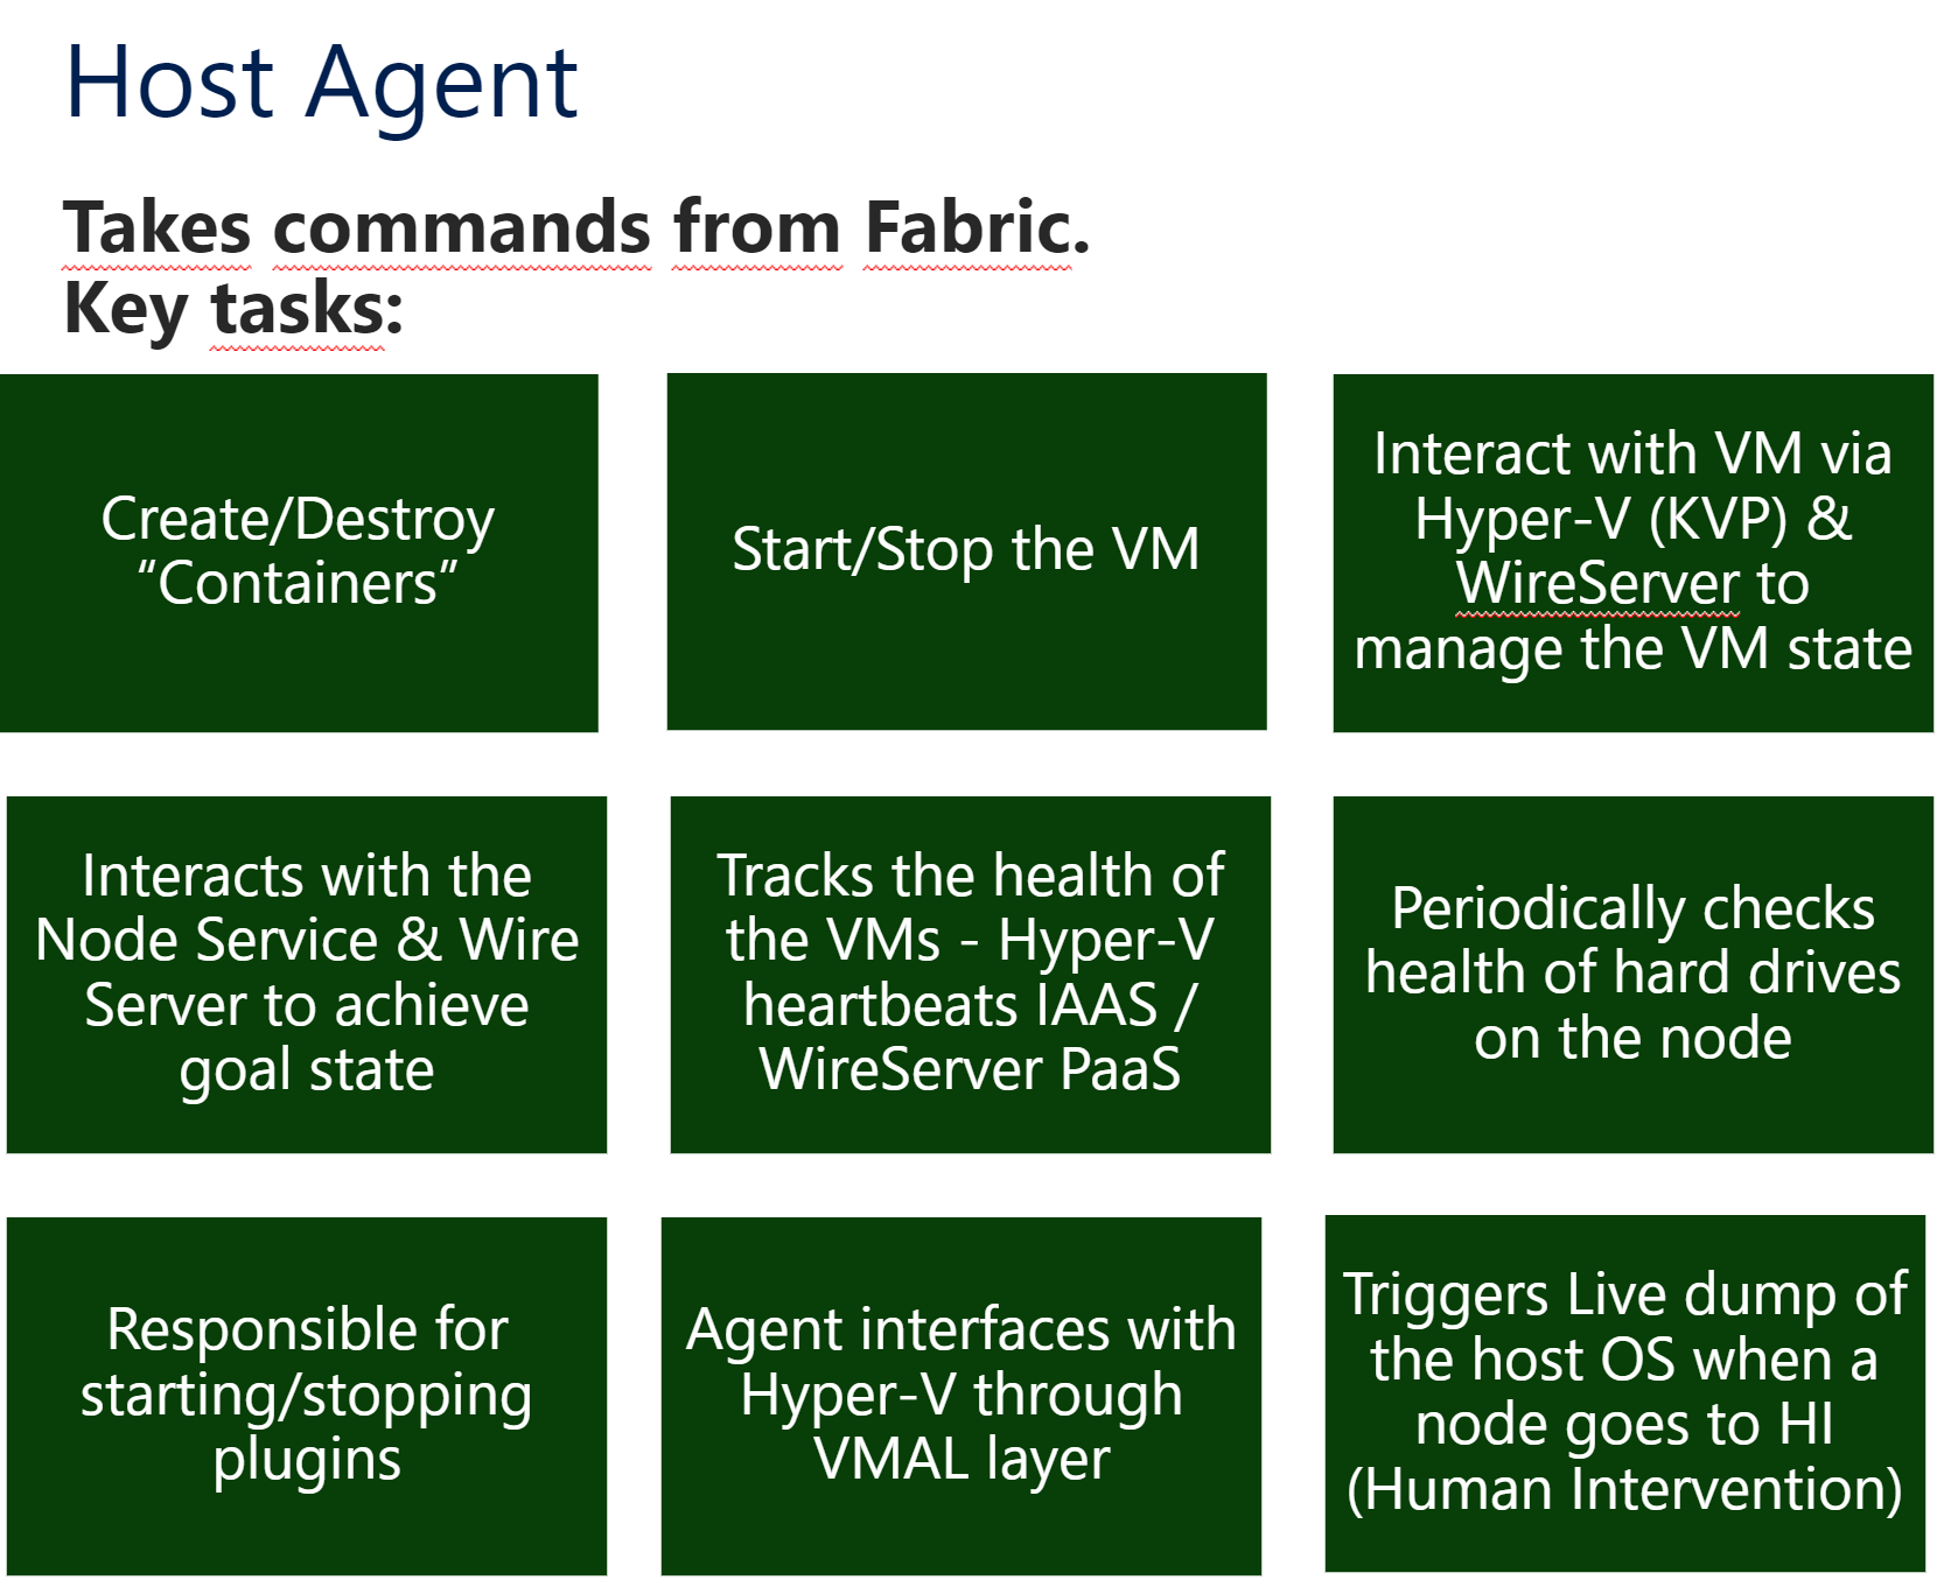 Host Agent
Takes commands from Fabric.
Key tasks:
Create/Destroy
“Containers”
Start/Stop the VM
Interact with VM via
Hyper-V (KVP) &
WireServer to
manage the VM state
Interacts with the
Node Service & Wire
Server to achieve
goal state
Tracks the health of
the VMs - Hyper-V
heartbeats IAAS /
WireServer PaaS
Periodically checks
health of hard drives
on the node
Responsible for
starting/stopping
plugins
Agent interfaces with
Hyper-V through
VMAL layer
Triggers Live dump of
the host OS when a
node goes to HI
(Human Intervention)